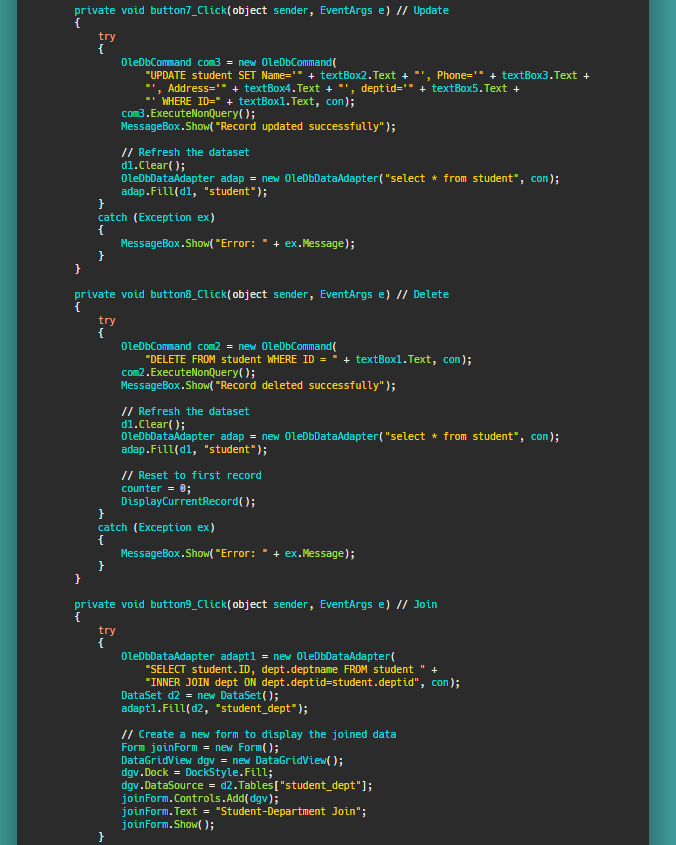 private void button7_Click(object sender, EventArgs e) // Update
{
try
{
OleDbCommand com3 = new OleDbCommand(
"UPDATE student SET Name='" + textBox2.Text + "', Phone='" + textBox3.Text +
"', Address='" + textBox4.Text + "', deptid='" + textBox5.Text +
"' WHERE ID=" + textBox1.Text, con);
com3.ExecuteNonQuery();
MessageBox.Show("Record updated successfully");
// Refresh the dataset
d1.Clear();
OleDbDataAdapter adap = new OleDbDataAdapter("select * from student", con);
adap.Fill(d1, "student");
}
catch (Exception ex)
{
MessageBox.Show("Error: " + ex.Message);
}
}
private void button8_Click(object sender, EventArgs e) // Delete
{
try
{
OleDbCommand com2 = new OleDbCommand(
"DELETE FROM student WHERE ID = " + textBox1.Text, con);
com2.ExecuteNonQuery();
MessageBox.Show("Record deleted successfully");
// Refresh the dataset
d1.Clear();
OleDbDataAdapter adap = new OleDbDataAdapter("select * from student", con);
adap.Fill(d1, "student");
// Reset to first record
counter = 0;
DisplayCurrentRecord();
}
catch (Exception ex)
{
MessageBox.Show("Error: " + ex.Message);
}
}
private void button9_Click(object sender, EventArgs e) // Join
{
try
{
OleDbDataAdapter adapt1 = new OleDbDataAdapter(
"SELECT student.ID, dept.deptname FROM student " +
"INNER JOIN dept ON dept.deptid=student.deptid", con);
DataSet d2 = new DataSet();
adapt1.Fill(d2, "student_dept");
// Create a new form to display the joined data
Form joinForm = new Form();
DataGridView dgv = new DataGridView();
dgv.Dock = DockStyle.Fill;
dgv.DataSource = d2.Tables["student_dept"];
joinForm.Controls.Add(dgv);
joinForm.Text = "Student-Department Join";
joinForm.Show();
}